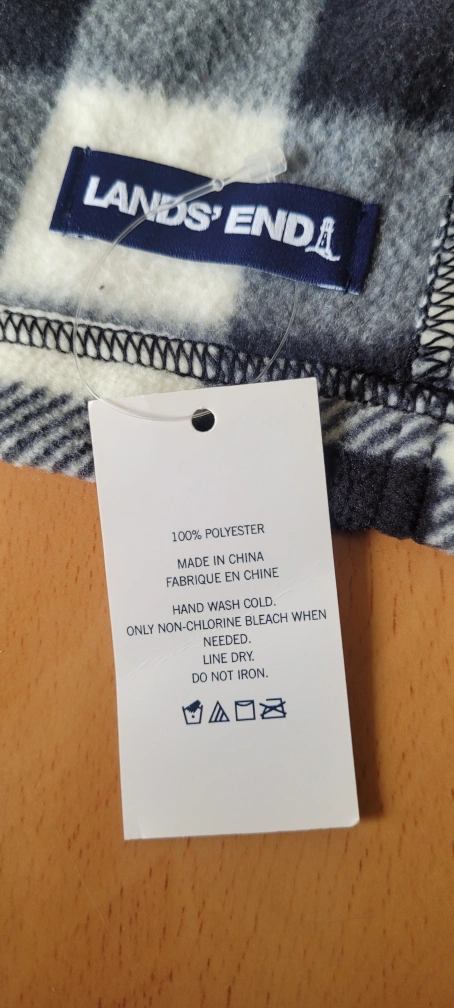 LANDS' END
100% POLYESTER
MADE IN CHINA
FABRIQUE EN CHINE
HAND WASH COLD.
ONLY NON-CHLORINE BLEACH WHEN
NEEDED.
LINE DRY.
DO NOT IRON.